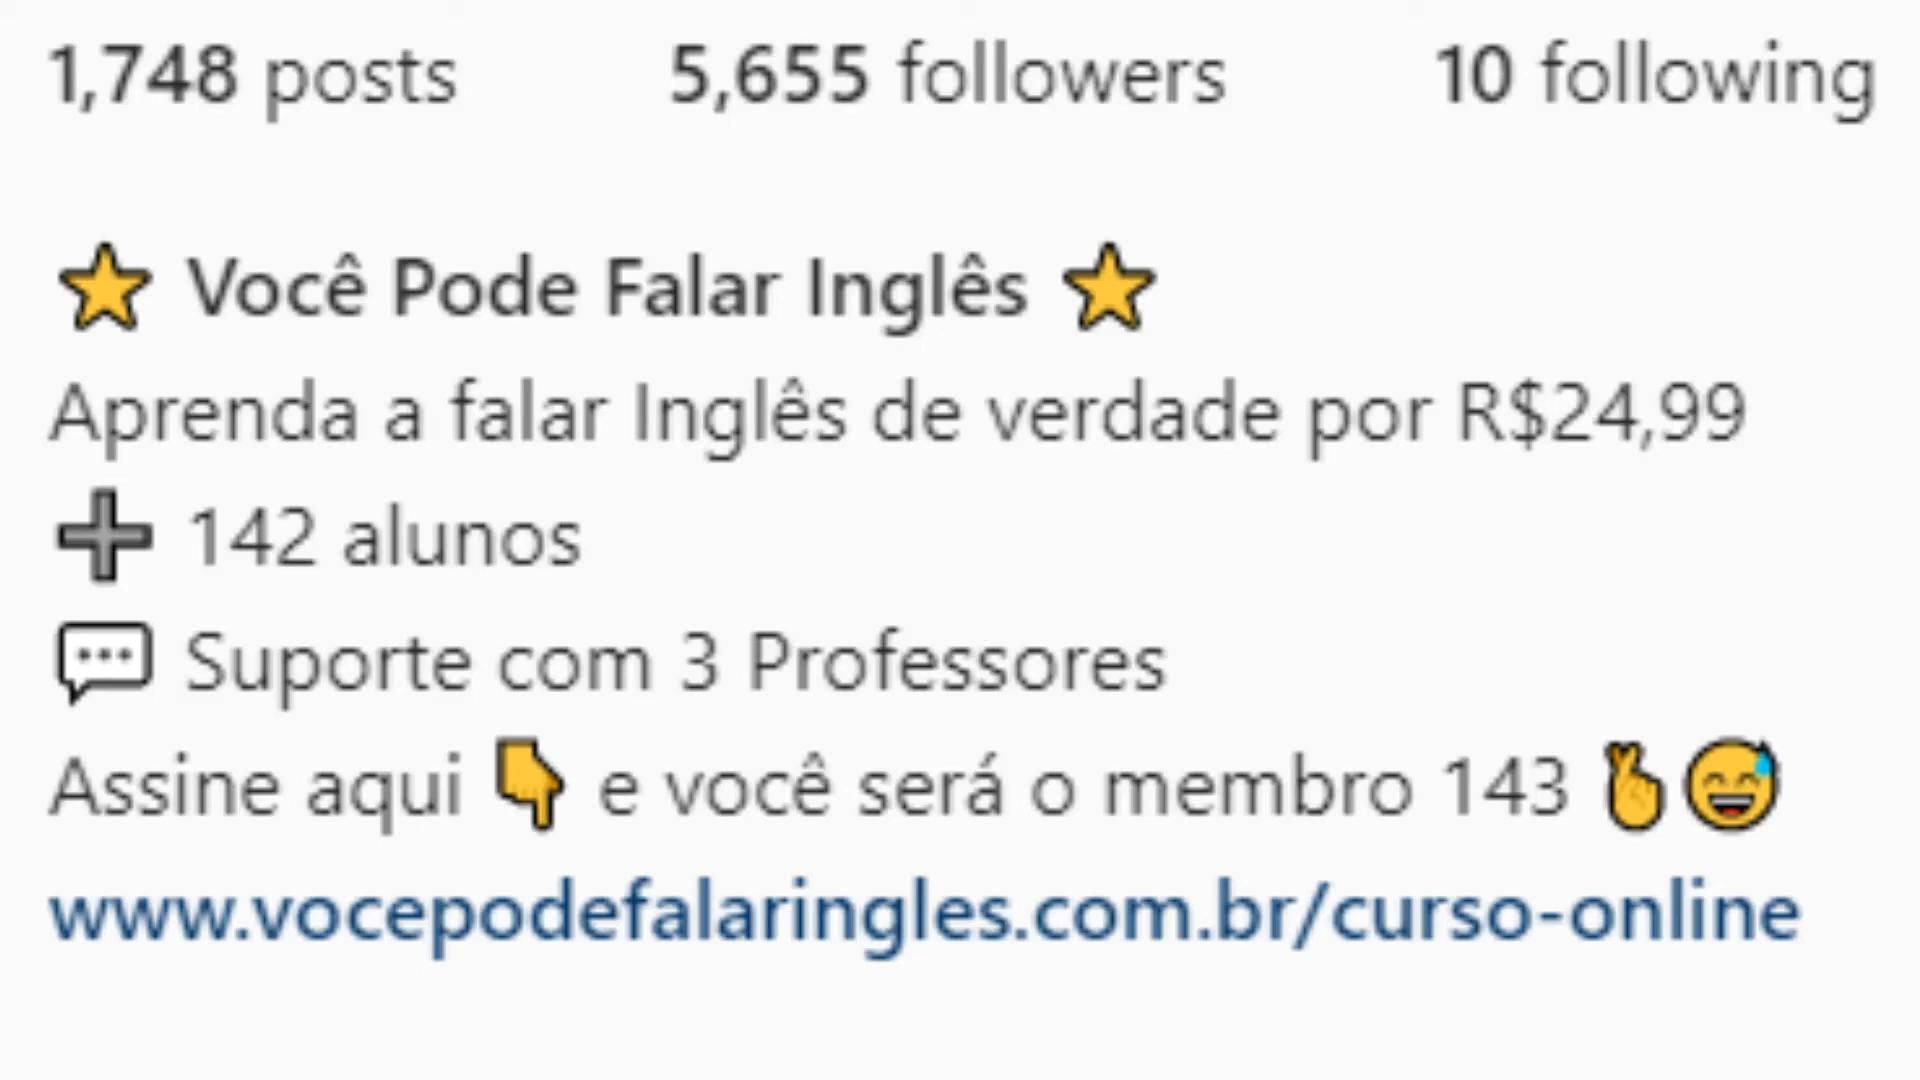 1,748 posts 5,655 followers 10 following
⭐ Você Pode Falar Inglês ⭐
Aprenda a falar Inglês de verdade por R$24,99
➕ 142 alunos
💬 Suporte com 3 Professores
Assine aqui 👇 e você será o membro 143 🤞😅
www.vocepodefalaringles.com.br/curso-online